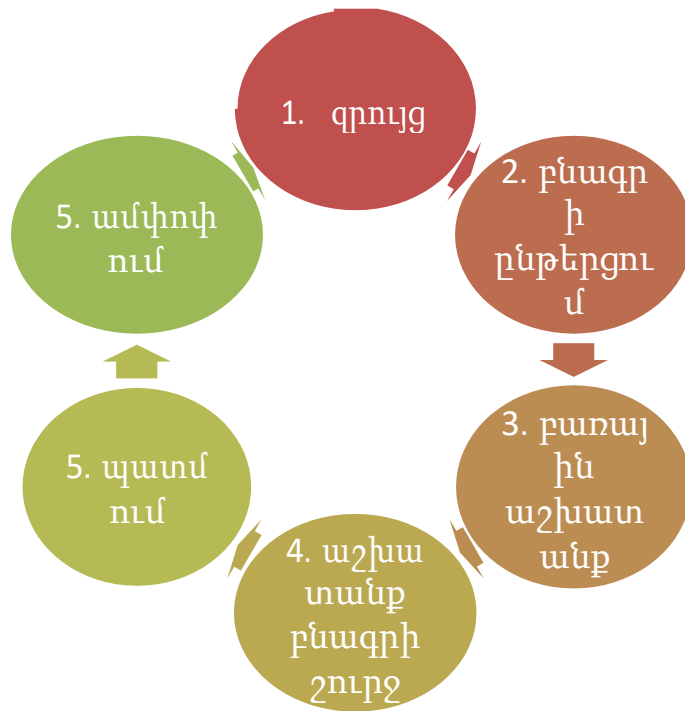 1. զրույց
2. բնագր
ի
ընթերցու
մ
3. բառայ
ին
աշխատ
անք
4. աշխա
տանք
բնագրի
շուրջ
5. պատմ
ում
5. ամփոփ
ում